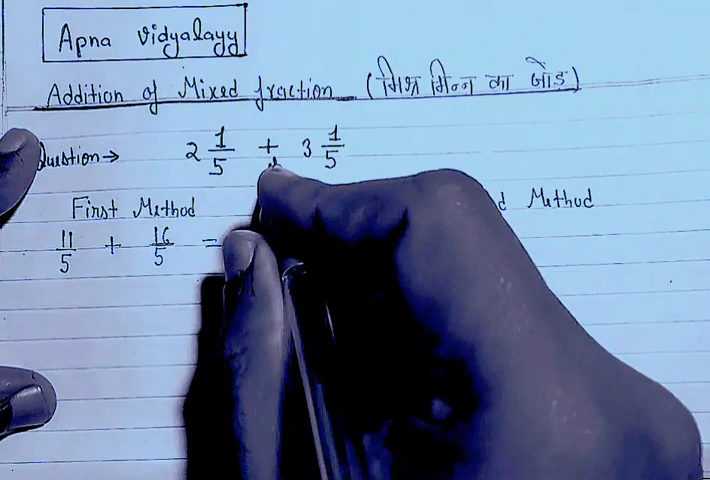 Apna Vidyalayy
Addition of Mixed fraction (मिश्र भिन्न का जोड़)
Question → 2 1/5 + 3 1/5
First Method d Method
11/5 + 16/5 =